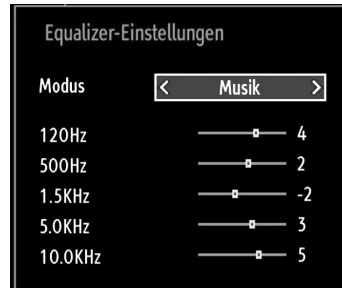 Equalizer-Einstellungen
Modus < Musik >
120Hz 4
500Hz 2
1.5KHz -2
5.0KHz 3
10.0KHz 5